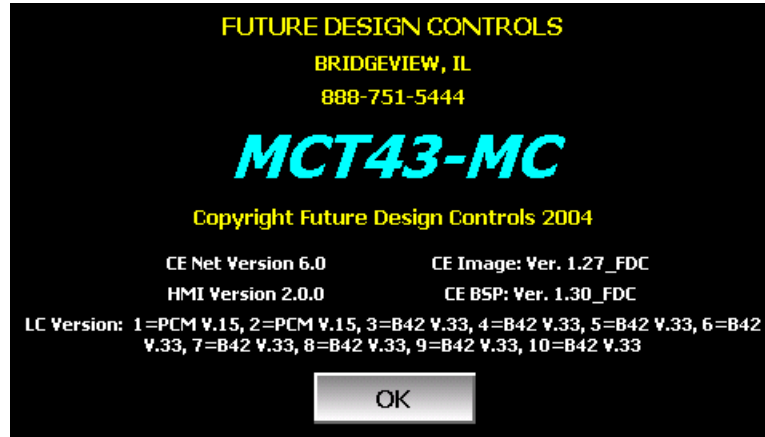 FUTURE DESIGN CONTROLS
BRIDGEVIEW, IL
888-751-5444
MCT43-MC
Copyright Future Design Controls 2004
CE Net Version 6.0 CE Image: Ver. 1.27_FDC
HMI Version 2.0.0 CE BSP: Ver. 1.30_FDC
LC Version: 1=PCM V.15, 2=PCM V.15, 3=B42 V.33, 4=B42 V.33, 5=B42 V.33, 6=B42
V.33, 7=B42 V.33, 8=B42 V.33, 9=B42 V.33, 10=B42 V.33
OK